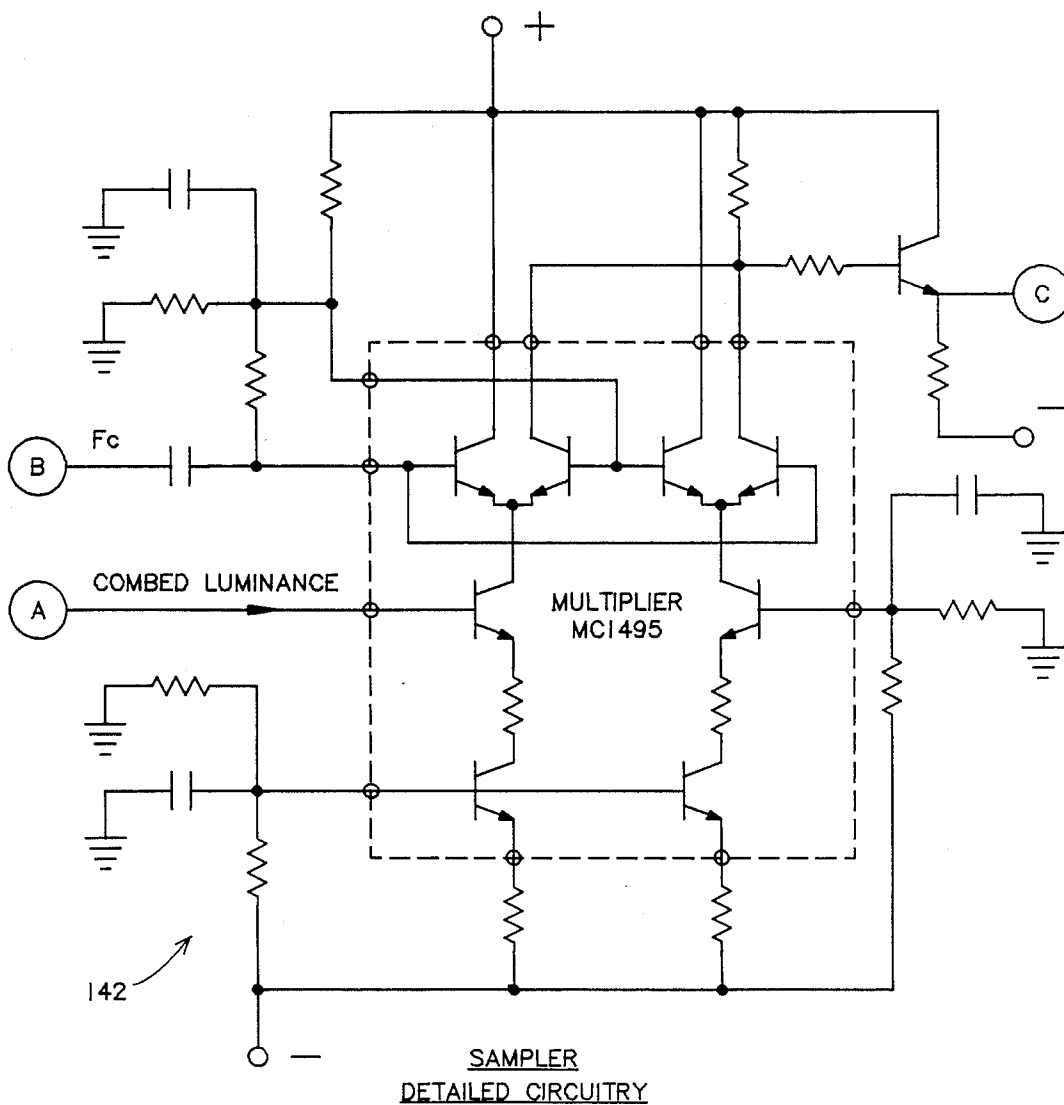 +
C
—
Fc
B
COMBED LUMINANCE
A
MULTIPLIER
MC1495
142
—
SAMPLER
DETAILED CIRCUITRY